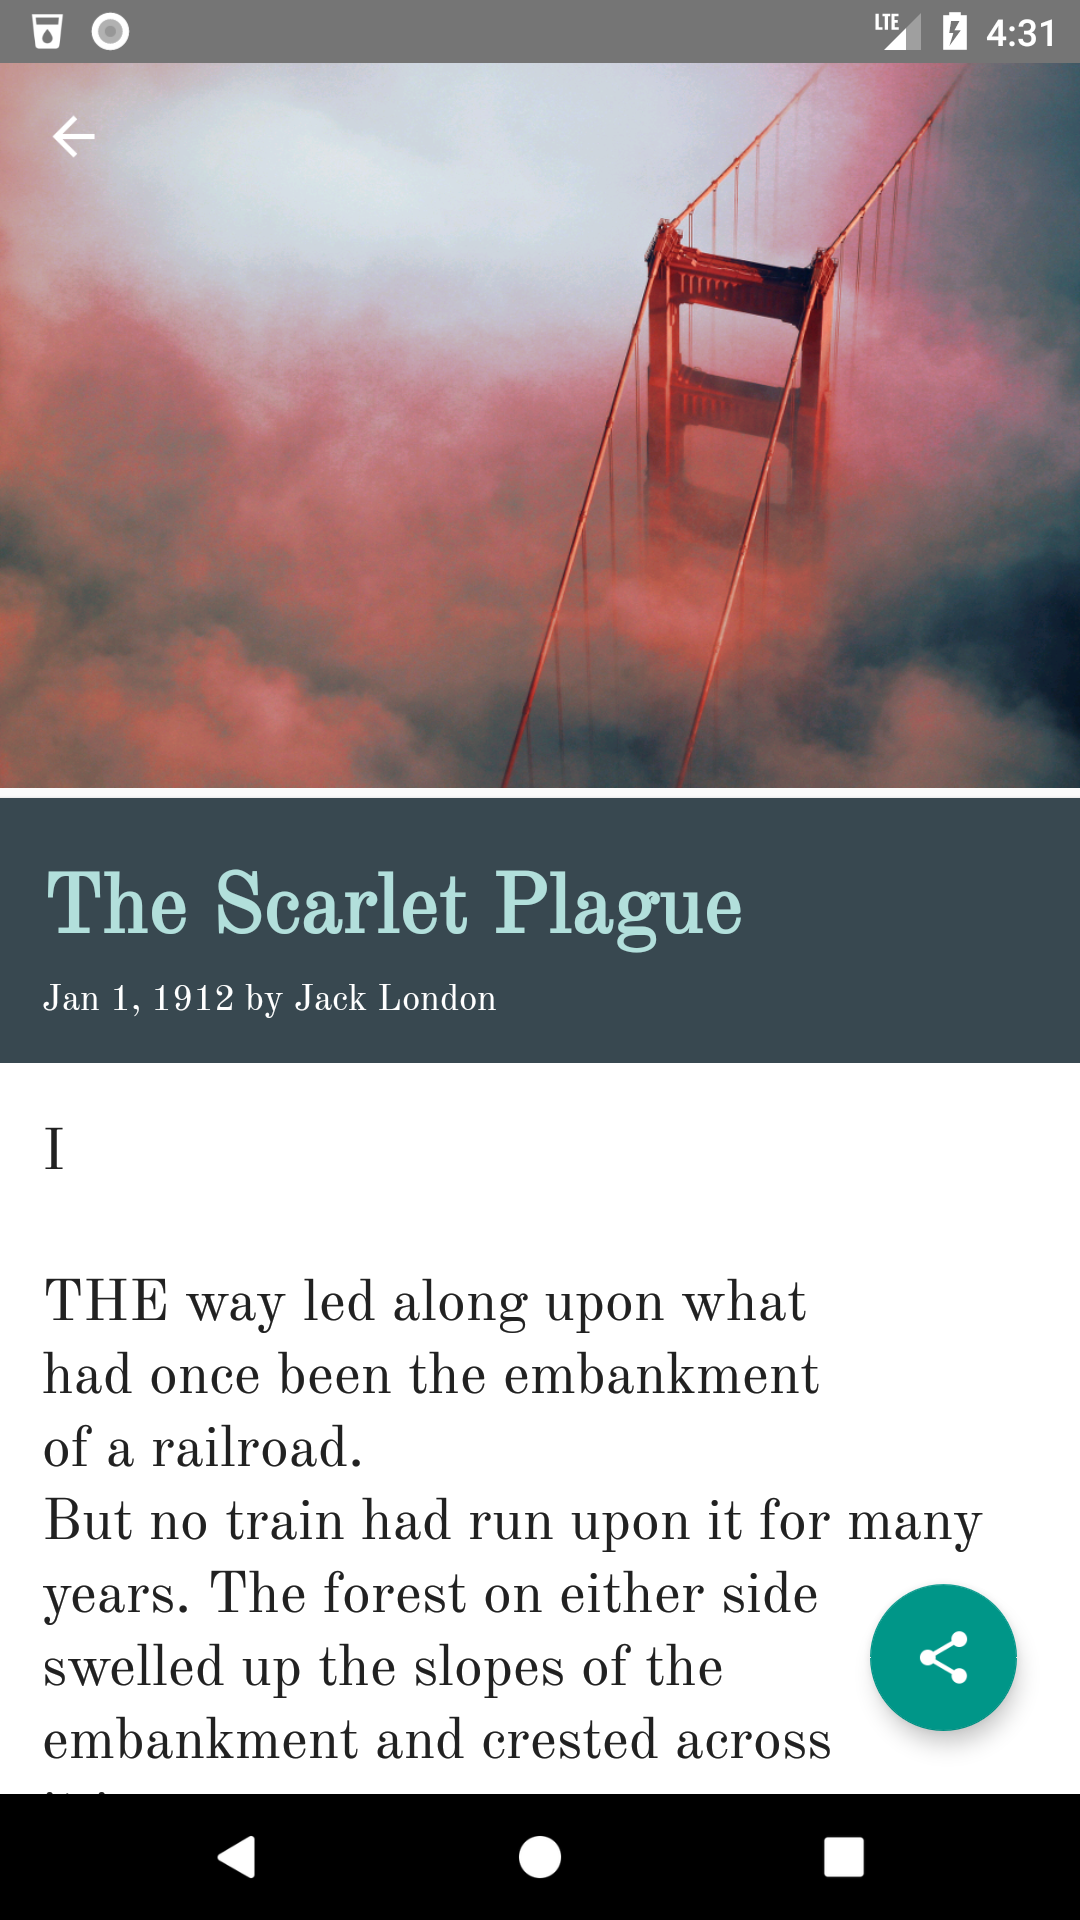 LTE 4:31
The Scarlet Plague
Jan 1, 1912 by Jack London
I
THE way led along upon what
had once been the embankment
of a railroad.
But no train had run upon it for many
years. The forest on either side
swelled up the slopes of the
embankment and crested across